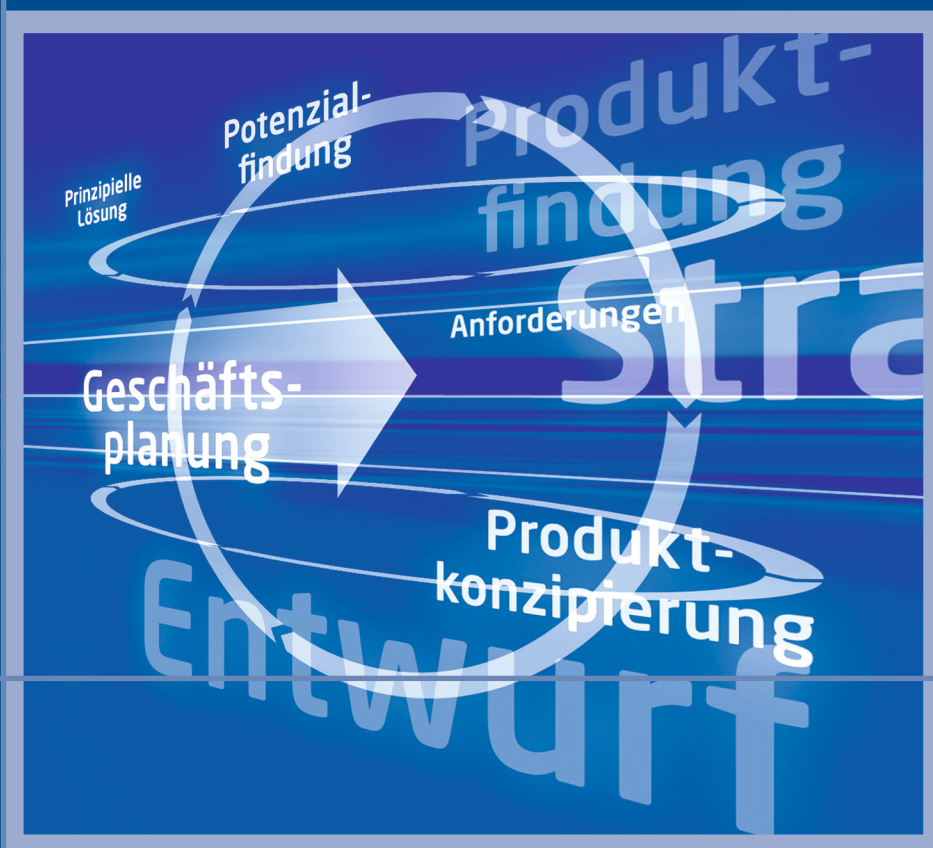 Produkt-
findung
Potenzial-
findung
Prinzipielle
Lösung
Stra
Anforderungen
Geschäfts-
planung
Produkt-
konzipierung
Entwurf